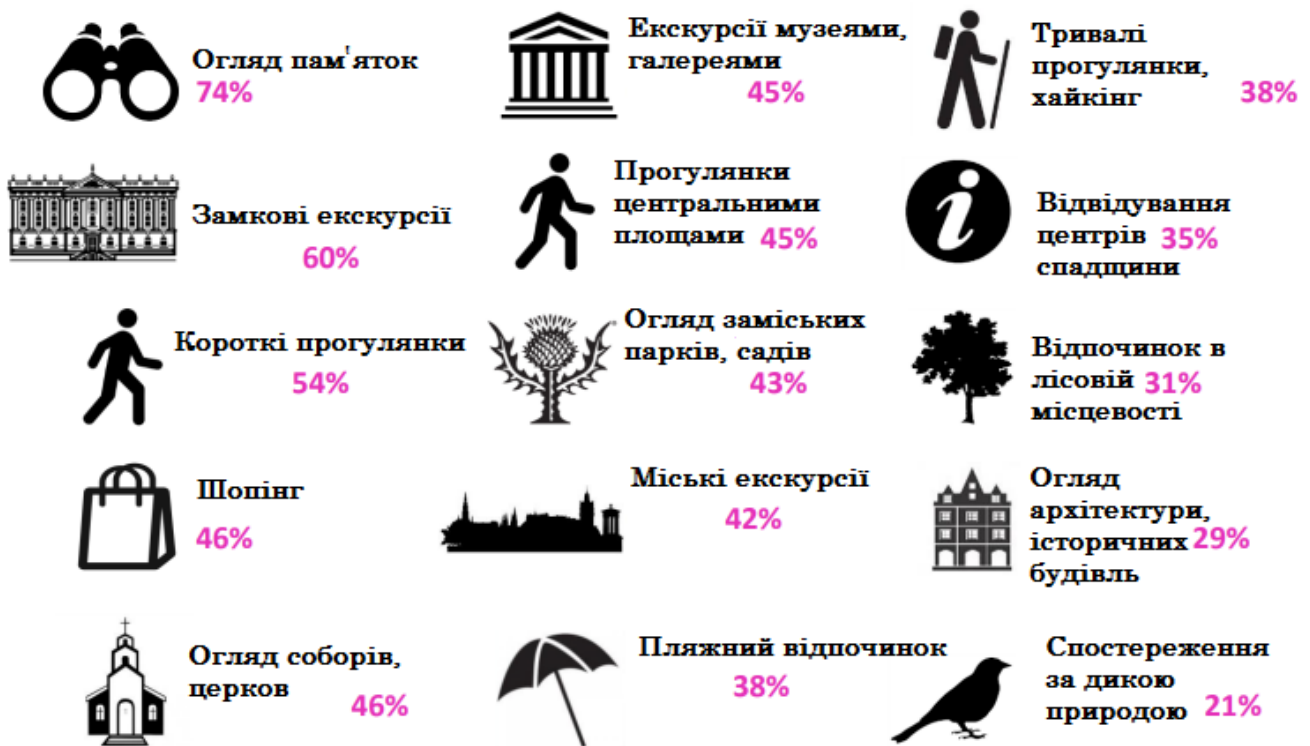 Огляд пам'яток
74%
Екскурсії музеями,
галереями
45%
Тривалі
прогулянки,
хайкінг 38%
Замкові екскурсії
60%
Прогулянки
центральними
площами 45%
Відвідування
центрів 35%
спадщини
Короткі прогулянки
54%
Огляд заміських
парків, садів
43%
Відпочинок в
лісовій 31%
місцевості
Шопінг
46%
Міські екскурсії
42%
Огляд
архітектури,
історичних 29%
будівль
Огляд соборів,
церков 46%
Пляжний відпочинок
38%
Спостереження
за дикою
природою 21%